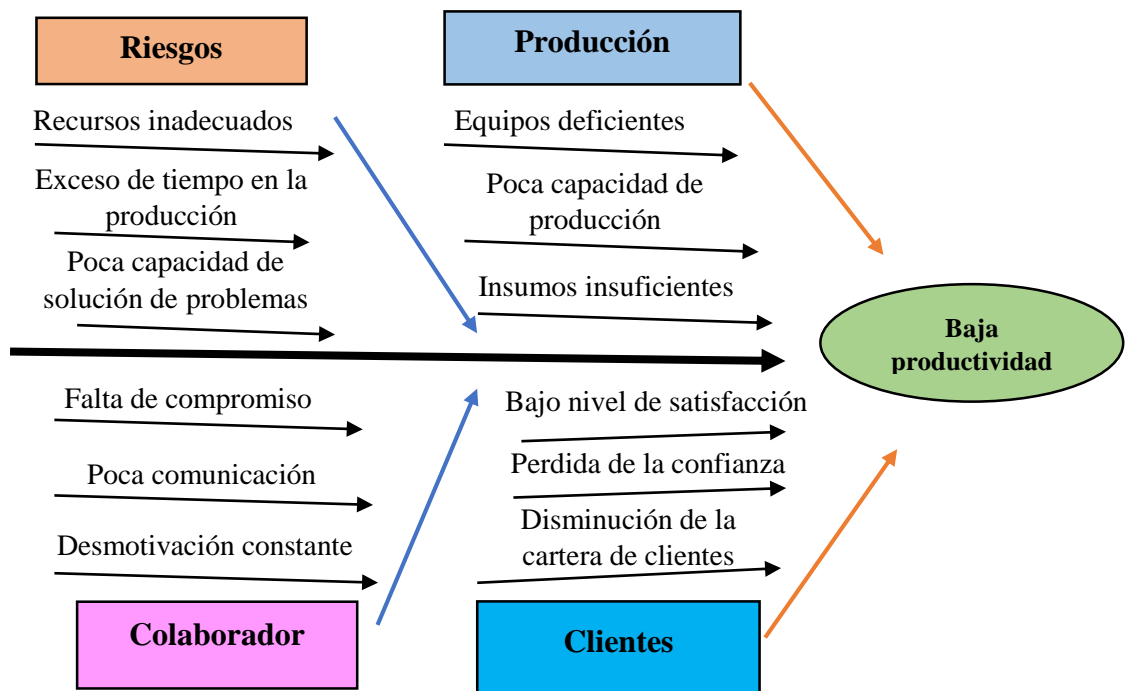 Riesgos
Producción
Recursos inadecuados
Exceso de tiempo en la
producción
Poca capacidad de
solución de problemas
Equipos deficientes
Poca capacidad de
producción
Insumos insuficientes
Baja
productividad
Falta de compromiso
Poca comunicación
Desmotivación constante
Bajo nivel de satisfacción
Perdida de la confianza
Disminución de la
cartera de clientes
Colaborador
Clientes